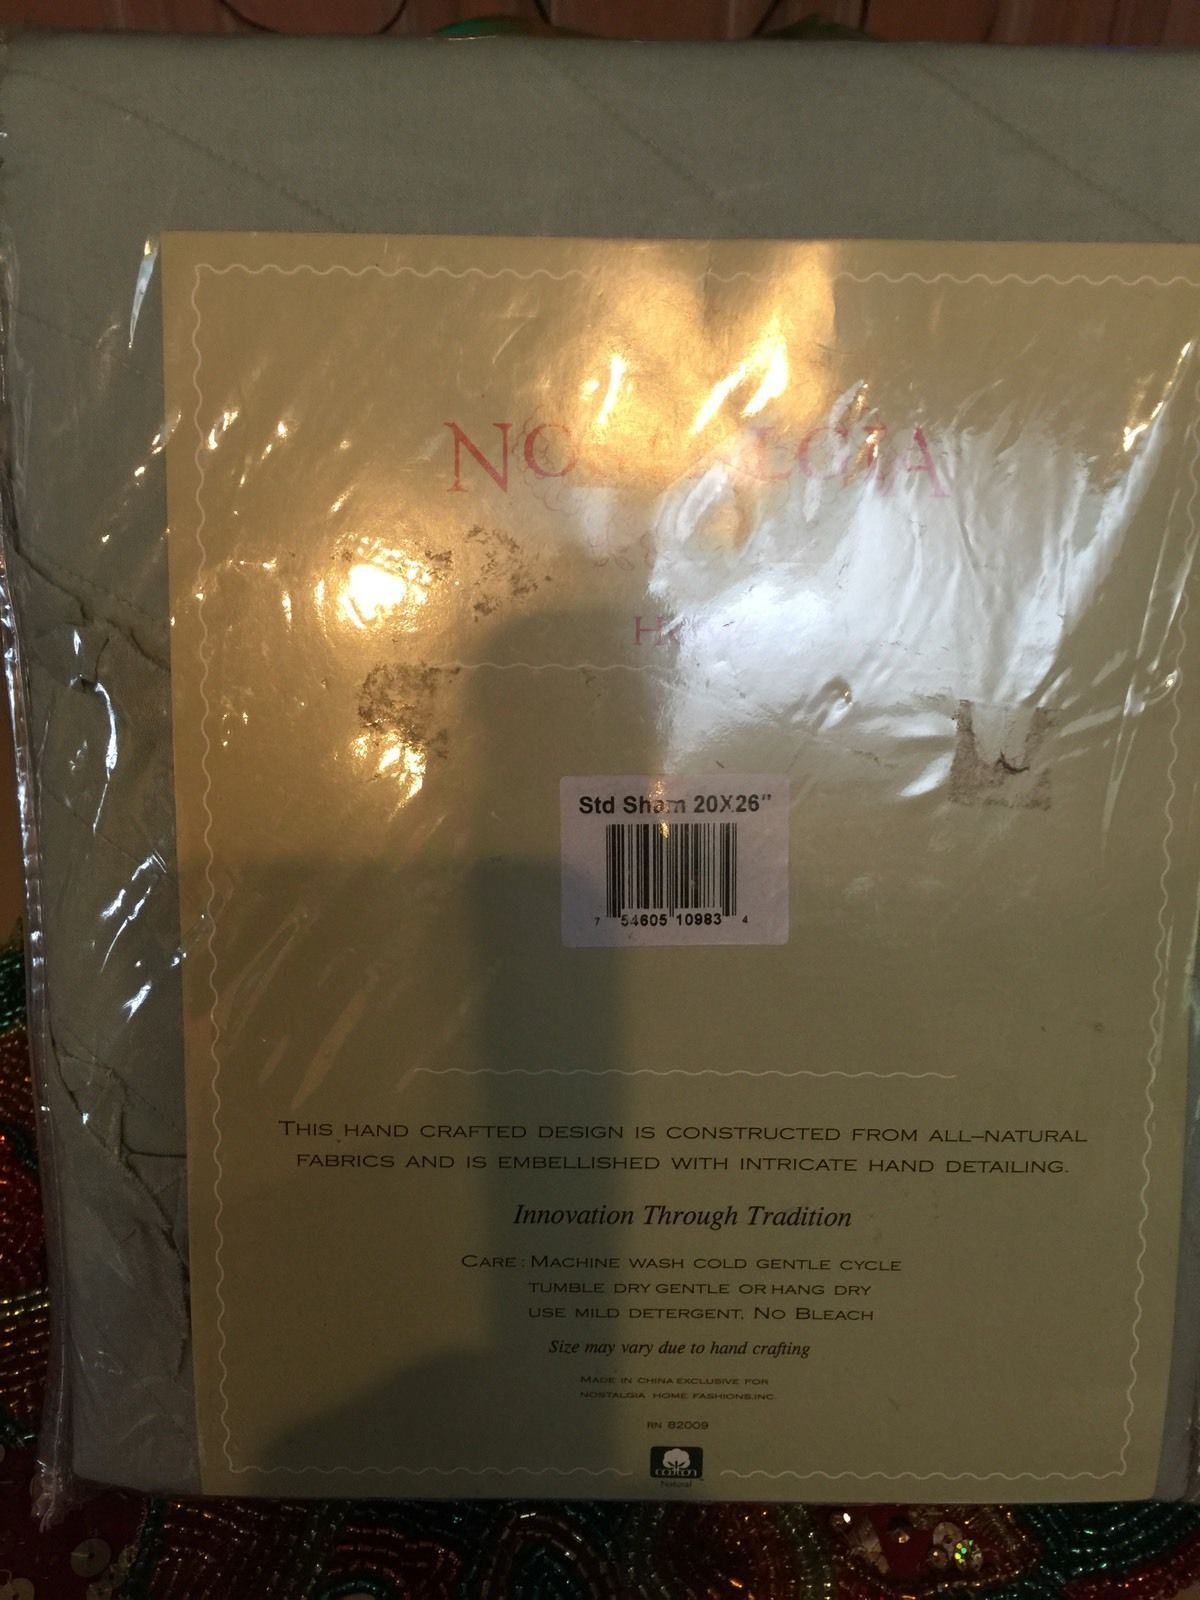 NOSTALGIA
Std Sham 20X26"
7 54605 10983 4
THIS HAND CRAFTED DESIGN IS CONSTRUCTED FROM ALL–NATURAL
FABRICS AND IS EMBELLISHED WITH INTRICATE HAND DETAILING.
Innovation Through Tradition
CARE : MACHINE WASH COLD GENTLE CYCLE
TUMBLE DRY GENTLE OR HANG DRY
USE MILD DETERGENT. NO BLEACH
Size may vary due to hand crafting
MADE IN CHINA EXCLUSIVE FOR
NOSTALGIA HOME FASHIONS, INC.
RN 82009
COTTON
Natural